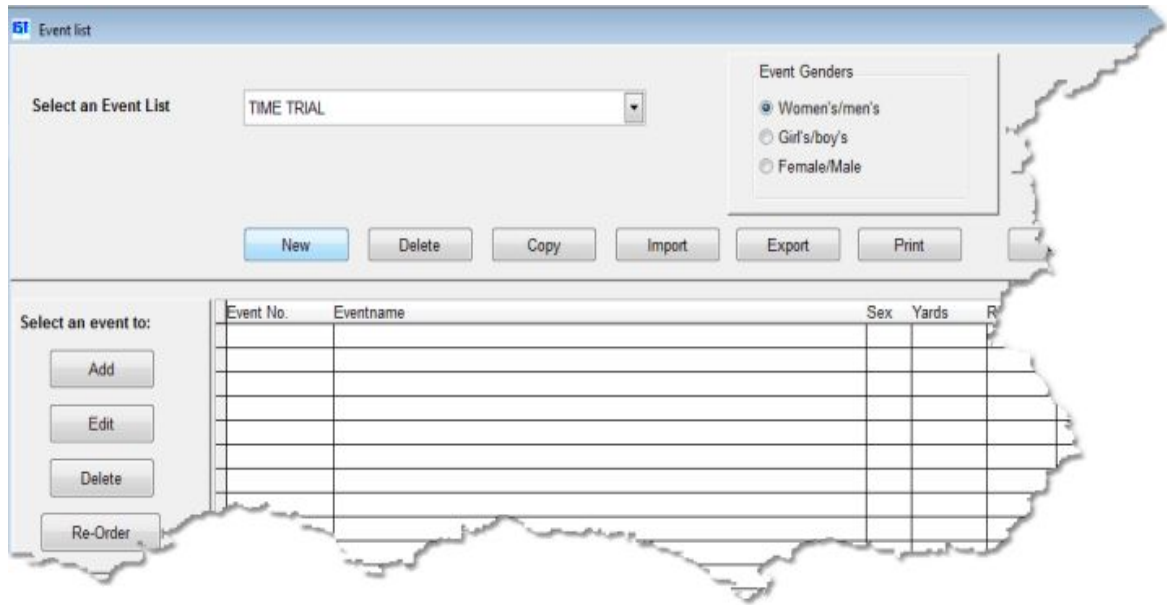 Event list
Select an Event List
TIME TRIAL
Event Genders
Women's/men's
Girl's/boy's
Female/Male
New Delete Copy Import Export Print
Select an event to:
Event No. Eventname Sex Yards
Add
Edit
Delete
Re-Order